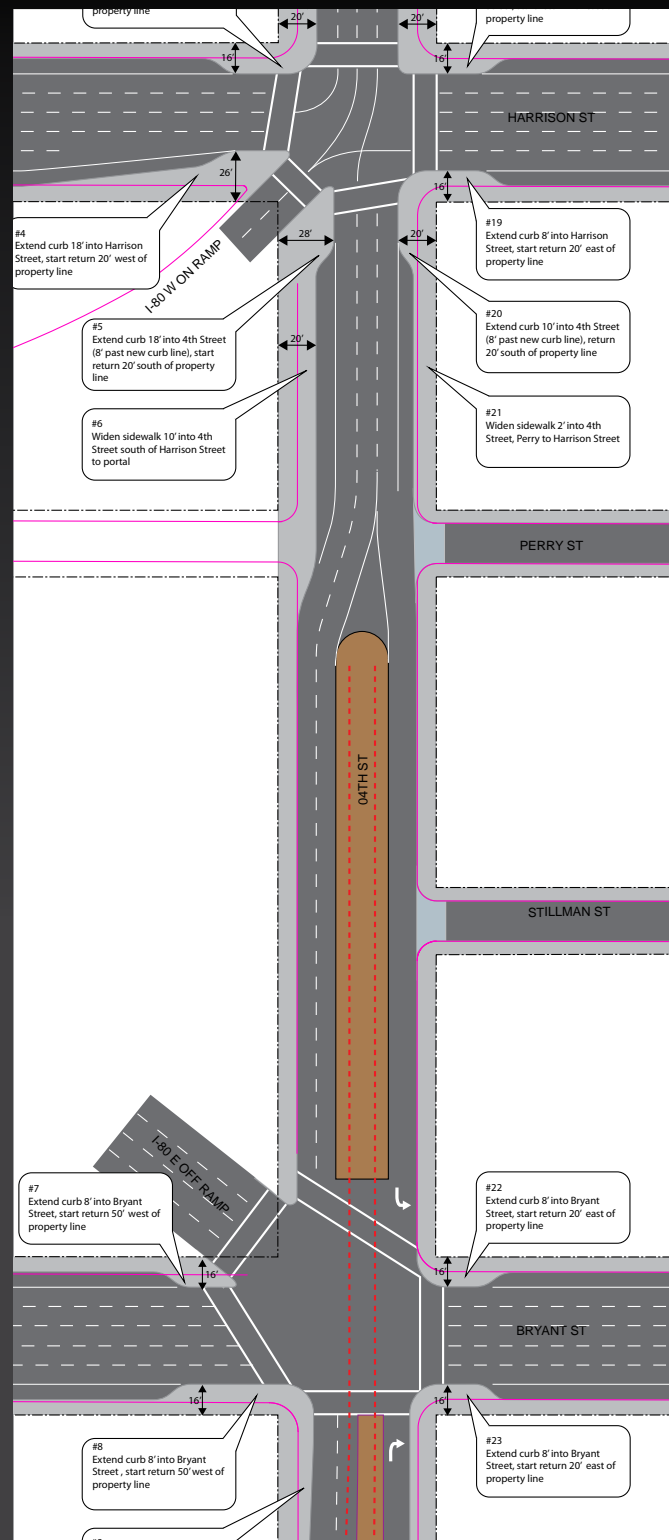 property line
20'
20'
property line
16'
16'
HARRISON ST
26'
16'
#4
Extend curb 18' into Harrison
Street, start return 20' west of
property line
I-80 W ON RAMP
28'
20'
#19
Extend curb 8' into Harrison
Street, start return 20' east of
property line
#5
Extend curb 18' into 4th Street
(8' past new curb line), start
return 20' south of property
line
20'
#20
Extend curb 10' into 4th Street
(8' past new curb line), return
20' south of property line
#6
Widen sidewalk 10' into 4th
Street south of Harrison Street
to portal
#21
Widen sidewalk 2' into 4th
Street, Perry to Harrison Street
PERRY ST
04TH ST
STILLMAN ST
I-80 E OFF RAMP
#7
Extend curb 8' into Bryant
Street, start return 50' west of
property line
16'
16'
#22
Extend curb 8' into Bryant
Street, start return 20' east of
property line
BRYANT ST
16'
16'
#8
Extend curb 8' into Bryant
Street , start return 50' west of
property line
#23
Extend curb 8' into Bryant
Street, start return 20' east of
property line